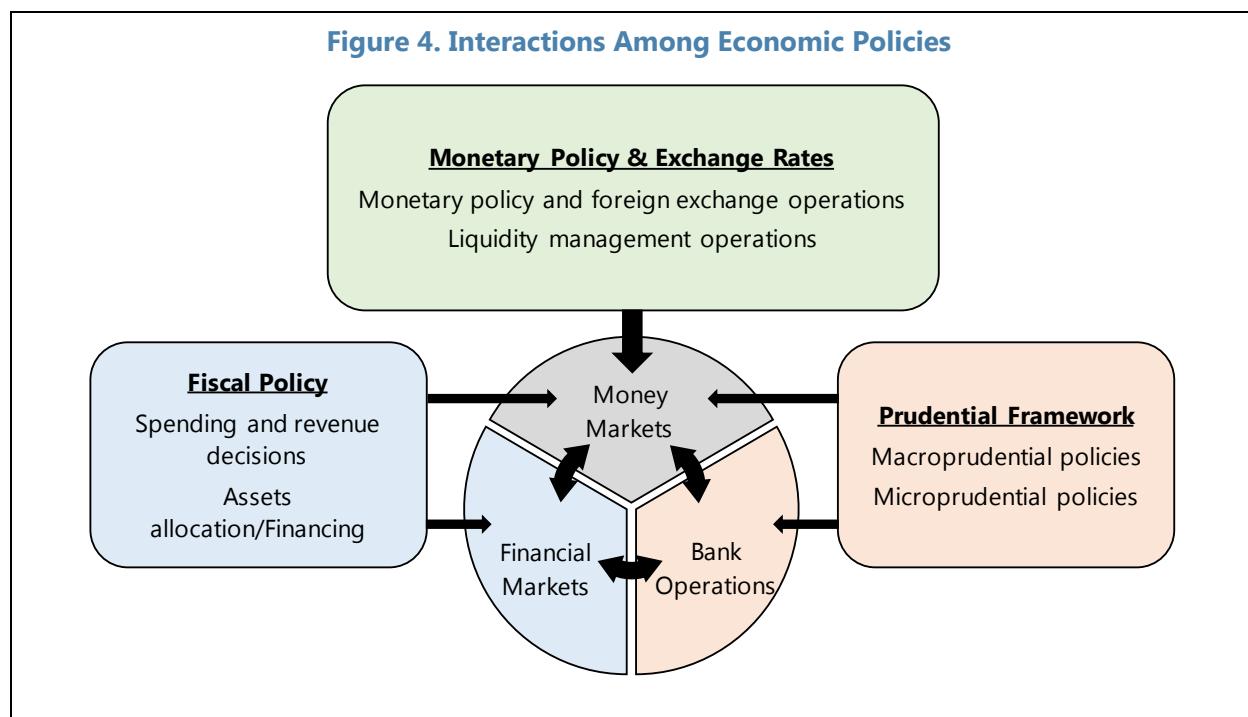 Figure 4. Interactions Among Economic Policies
Monetary Policy & Exchange Rates
Monetary policy and foreign exchange operations
Liquidity management operations
Fiscal Policy
Spending and revenue
decisions
Assets
allocation/Financing
Money
Markets
Prudential Framework
Macroprudential policies
Microprudential policies
Financial
Markets
Bank
Operations